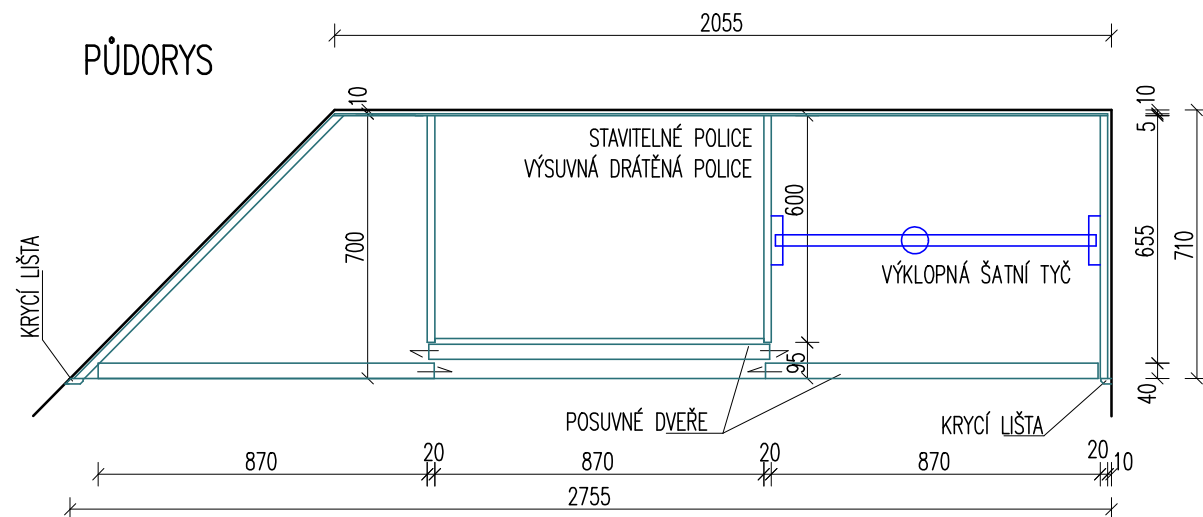 2055
PŮDORYS
10
10
5
STAVITELNÉ POLICE
VÝSUVNÁ DRÁTĚNÁ POLICE
600
700
655
710
KRYCÍ LIŠTA
VÝKLOPNÁ ŠATNÍ TYČ
95
40
POSUVNÉ DVEŘE
KRYCÍ LIŠTA
870
20
870
20
870
20
10
2755